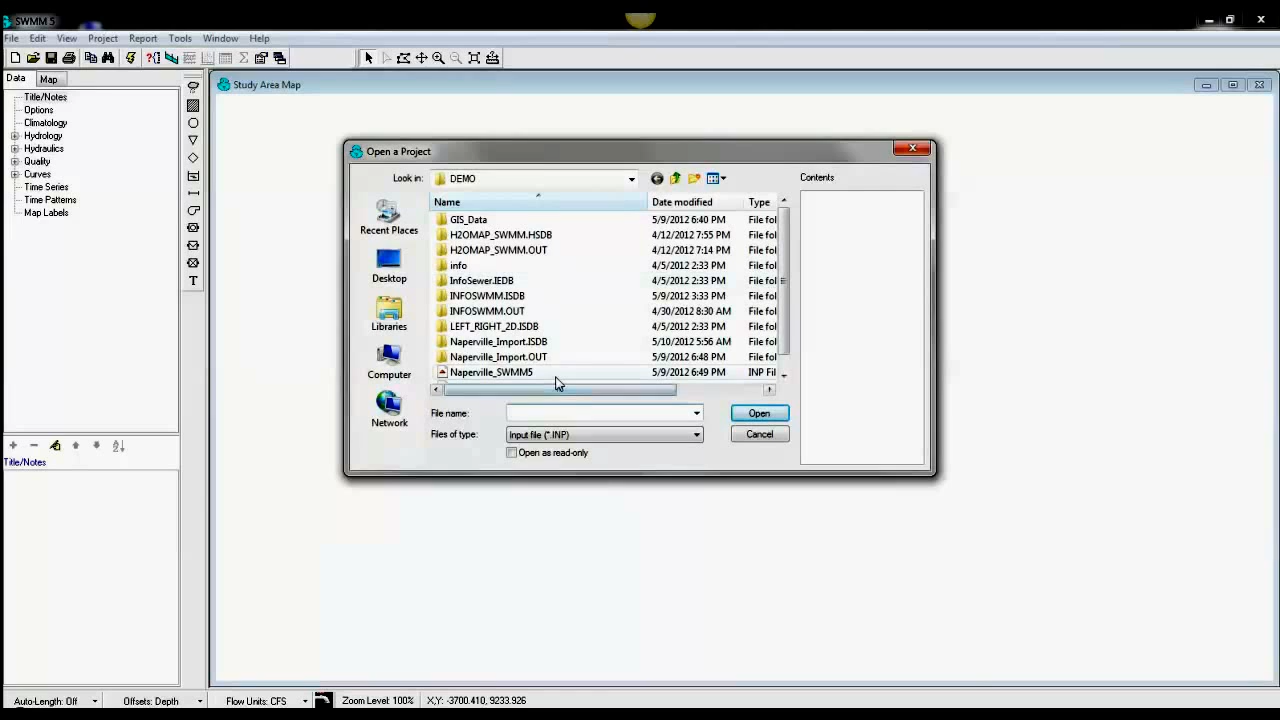 SWMM 5
File Edit View Project Report Tools Window Help
Data Map
Title/Notes
Options
Climatology
Hydrology
Hydraulics
Quality
Curves
Time Series
Time Patterns
Map Labels
T
Title/Notes
Study Area Map
Open a Project
Look in: DEMO
Contents
Recent Places
Desktop
Libraries
Computer
Network
Name Date modified Type
GIS_Data 5/9/2012 6:40 PM File fol
H2OMAP_SWMM.HSDB 4/12/2012 7:55 PM File fol
H2OMAP_SWMM.OUT 4/12/2012 7:14 PM File fol
info 4/5/2012 2:33 PM File fol
InfoSewer.IEDB 4/5/2012 2:33 PM File fol
INFOSWMM.ISDB 5/9/2012 3:33 PM File fol
INFOSWMM.OUT 4/30/2012 8:30 AM File fol
LEFT_RIGHT_2D.ISDB 4/5/2012 2:33 PM File fol
Naperville_Import.ISDB 5/10/2012 5:56 AM File fol
Naperville_Import.OUT 5/9/2012 6:48 PM File fol
Naperville_SWMM5 5/9/2012 6:49 PM INP Fil
File name: Open
Files of type: Input file (*.INP) Cancel
Open as read-only
Auto-Length: Off Offsets: Depth Flow Units: CFS Zoom Level: 100% X,Y: -3700.410, 9233.926